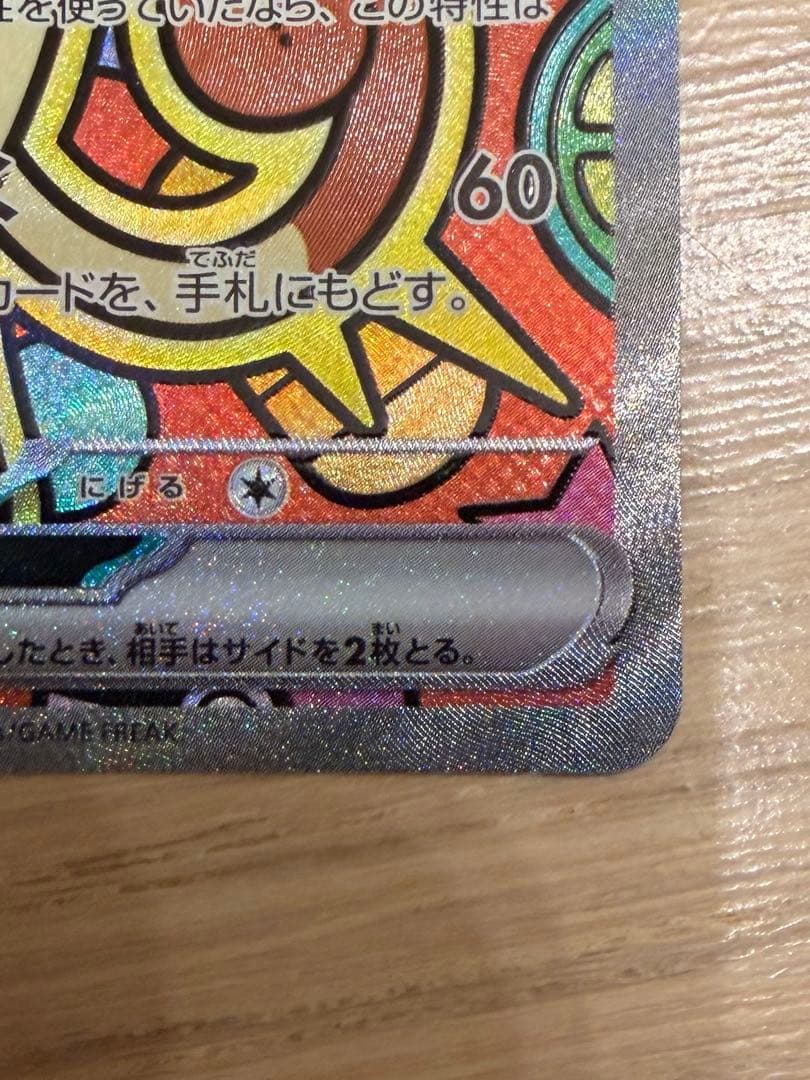 を使っていたなら、この特性は
60
カードを、手札にもどす。
てふだ
にげる
したとき、相手はサイドを2枚とる。
あいて
まい
GAME FREAK